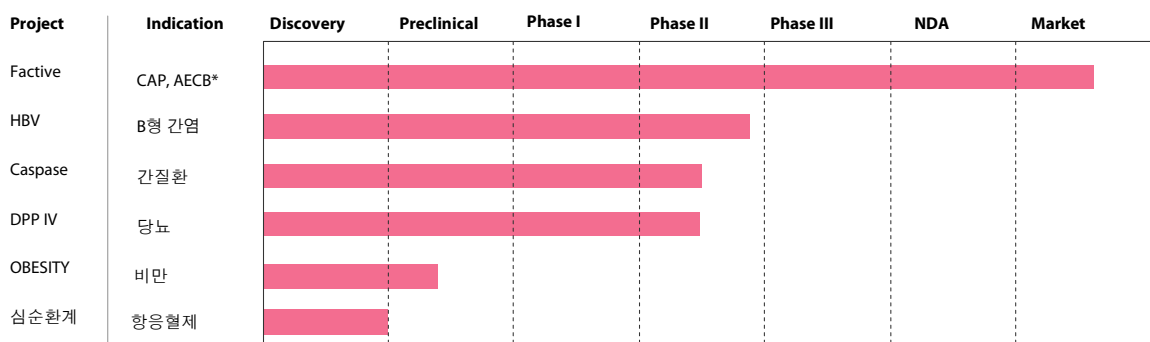 Project Indication Discovery Preclinical Phase I Phase II Phase III NDA Market
Factive CAP, AECB*
HBV B형 간염
Caspase 간질환
DPP IV 당뇨
OBESITY 비만
심순환계 항응혈제